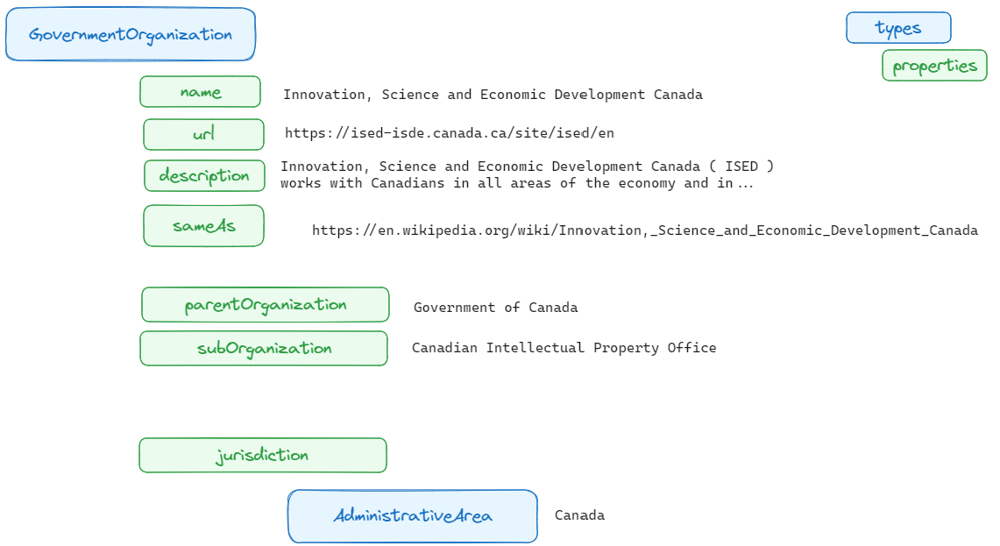 GovernmentOrganization
types
properties
name
Innovation, Science and Economic Development Canada
url
https://ised-isde.canada.ca/site/ised/en
description
Innovation, Science and Economic Development Canada ( ISED )
works with Canadians in all areas of the economy and in...
sameAs
https://en.wikipedia.org/wiki/Innovation,_Science_and_Economic_Development_Canada
parentOrganization
Government of Canada
subOrganization
Canadian Intellectual Property Office
jurisdiction
AdministrativeArea
Canada